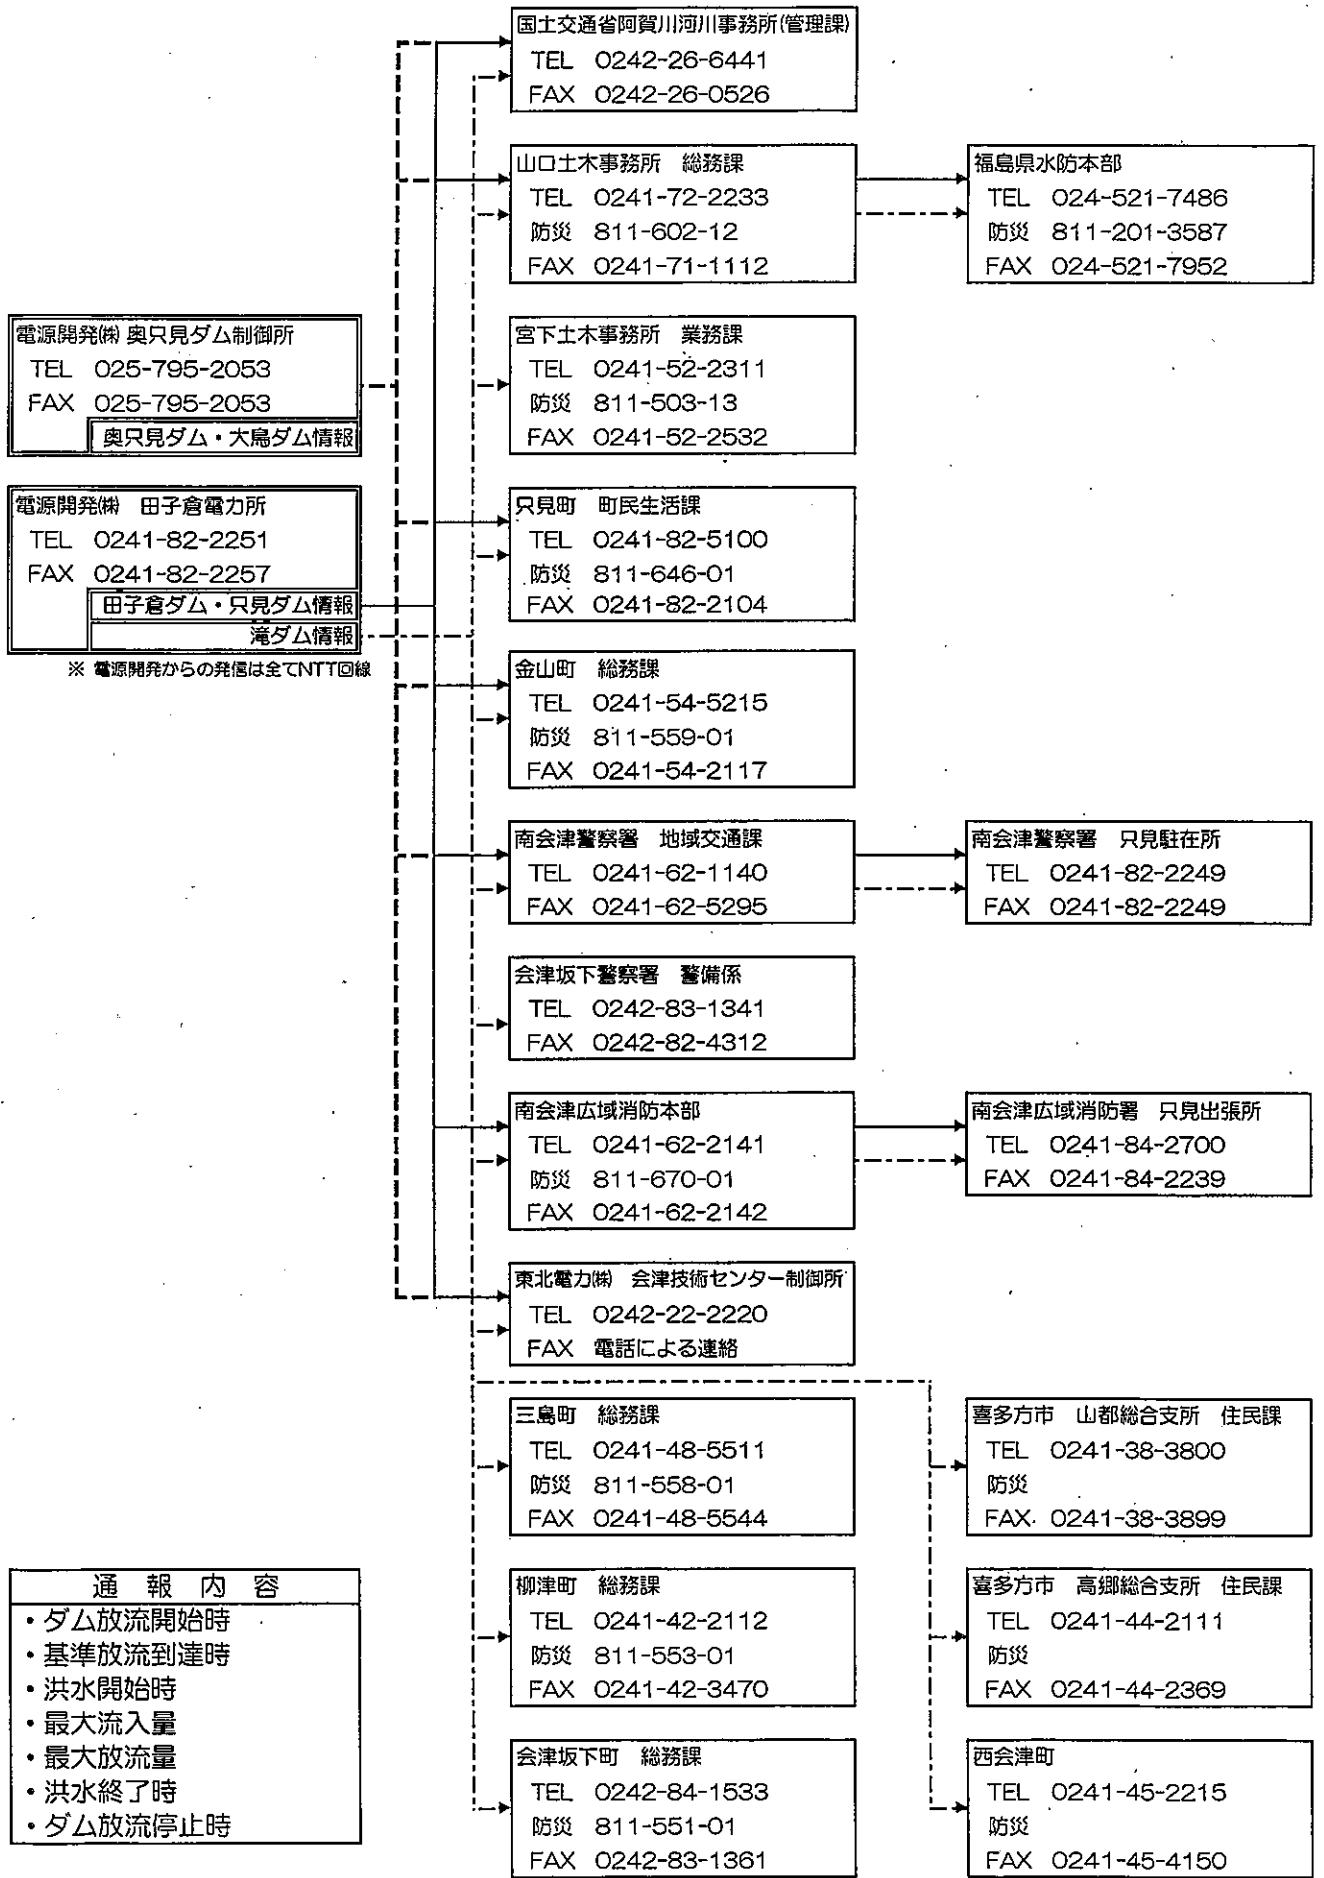 国土交通省阿賀川河川事務所(管理課)
TEL 0242-26-6441
FAX 0242-26-0526
山口土木事務所 総務課
TEL 0241-72-2233
防災 811-602-12
FAX 0241-71-1112
福島県水防本部
TEL 024-521-7486
防災 811-201-3587
FAX 024-521-7952
電源開発㈱ 奥只見ダム制御所
TEL 025-795-2053
FAX 025-795-2053
奥只見ダム・大鳥ダム情報
宮下土木事務所 業務課
TEL 0241-52-2311
防災 811-503-13
FAX 0241-52-2532
電源開発㈱ 田子倉電力所
TEL 0241-82-2251
FAX 0241-82-2257
田子倉ダム・只見ダム情報
滝ダム情報
※ 電源開発からの発信は全てNTT回線
只見町 町民生活課
TEL 0241-82-5100
防災 811-646-01
FAX 0241-82-2104
金山町 総務課
TEL 0241-54-5215
防災 811-559-01
FAX 0241-54-2117
南会津警察署 地域交通課
TEL 0241-62-1140
FAX 0241-62-5295
南会津警察署 只見駐在所
TEL 0241-82-2249
FAX 0241-82-2249
会津坂下警察署 警備係
TEL 0242-83-1341
FAX 0242-82-4312
南会津広域消防本部
TEL 0241-62-2141
防災 811-670-01
FAX 0241-62-2142
南会津広域消防署 只見出張所
TEL 0241-84-2700
FAX 0241-84-2239
東北電力㈱ 会津技術センター制御所
TEL 0242-22-2220
FAX 電話による連絡
三島町 総務課
TEL 0241-48-5511
防災 811-558-01
FAX 0241-48-5544
喜多方市 山都総合支所 住民課
TEL 0241-38-3800
防災
FAX 0241-38-3899
柳津町 総務課
TEL 0241-42-2112
防災 811-553-01
FAX 0241-42-3470
喜多方市 高郷総合支所 住民課
TEL 0241-44-2111
防災
FAX 0241-44-2369
会津坂下町 総務課
TEL 0242-84-1533
防災 811-551-01
FAX 0242-83-1361
西会津町
TEL 0241-45-2215
防災
FAX 0241-45-4150
通報内容
・ダム放流開始時
・基準放流到達時
・洪水開始時
・最大流入量
・最大放流量
・洪水終了時
・ダム放流停止時